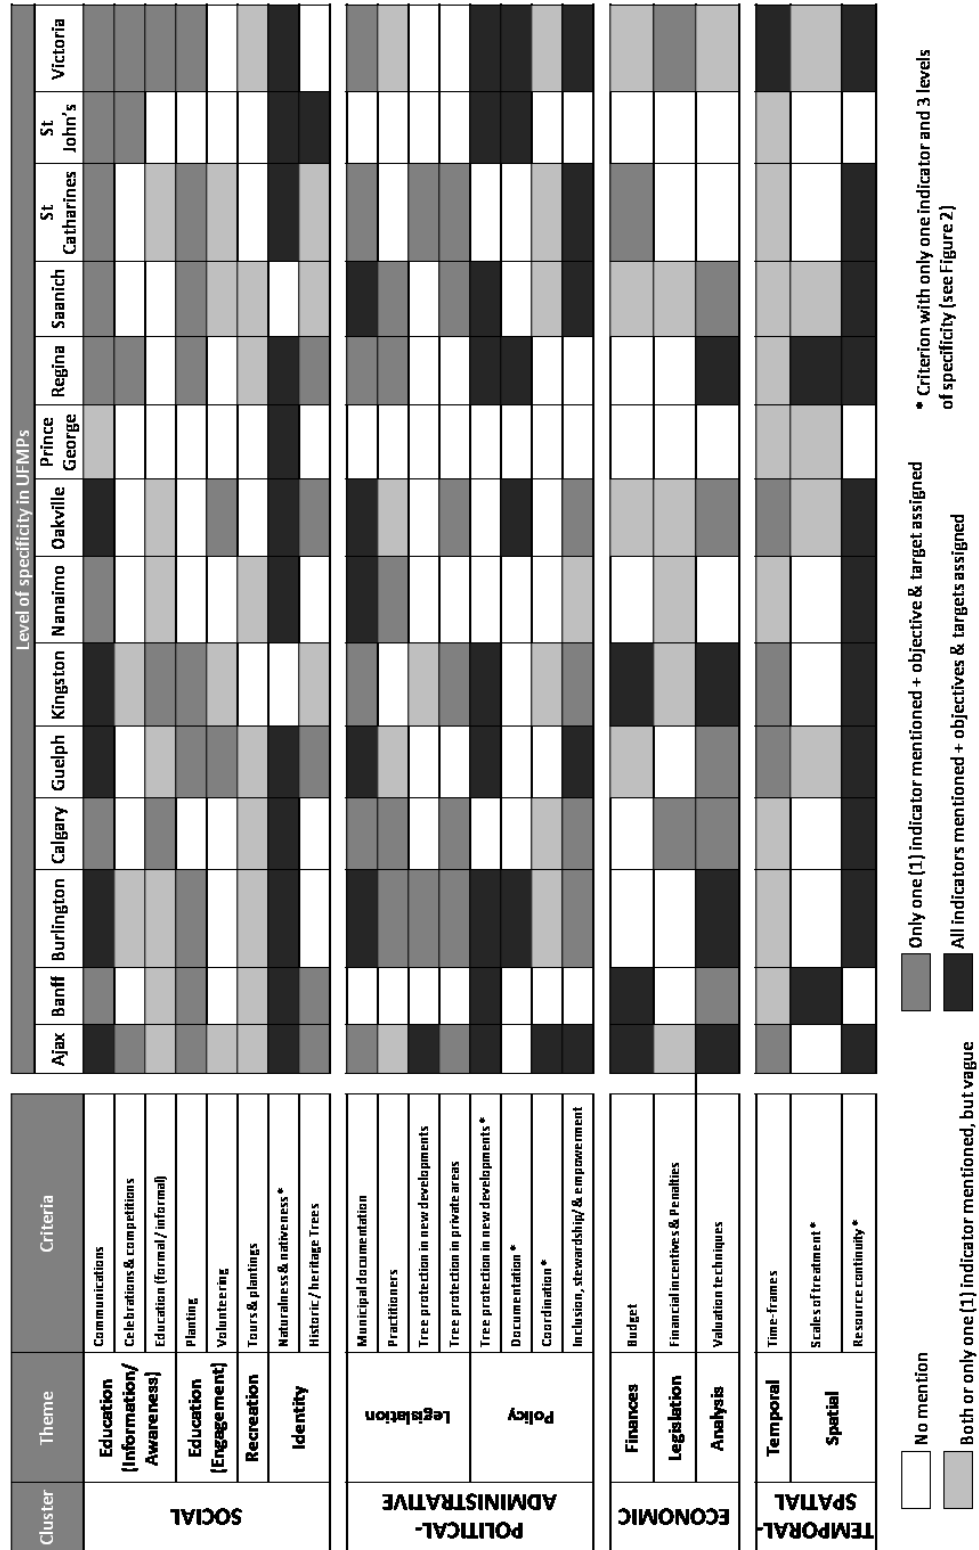 Level of specificity in UFMPs
Cluster
Theme
Criteria
Ajax
Banff
Burlington
Calgary
Guelph
Kingston
Nanaimo
Oakville
Prince
George
Regina
Saanich
St
Catharines
St
John's
Victoria
SOCIAL
Education
(Information/
Awareness)
Communications
Celebrations & competitions
Education (formal / informal)
Education
(Engagement)
Planting
Volunteering
Recreation
Tours & plantings
Identity
Naturalness & nativeness *
Historic / heritage Trees
POLITICAL-
ADMINISTRATIVE
Legislation
Municipal documentation
Practitioners
Tree protection in new developments
Tree protection in private areas
Policy
Tree protection in new developments *
Documentation *
Coordination *
Inclusion, stewardship/ & empowerment
ECONOMIC
Finances
Budget
Legislation
Financial incentives & Penalties
Analysis
Valuation techniques
TEMPORAL-
SPATIAL
Temporal
Time-frames
Spatial
Scales of treatment *
Resource continuity *
No mention
Both or only one (1) indicator mentioned, but vague
Only one (1) indicator mentioned + objective & target assigned
All indicators mentioned + objectives & targets assigned
* Criterion with only one indicator and 3 levels
of specificity (see Figure 2)